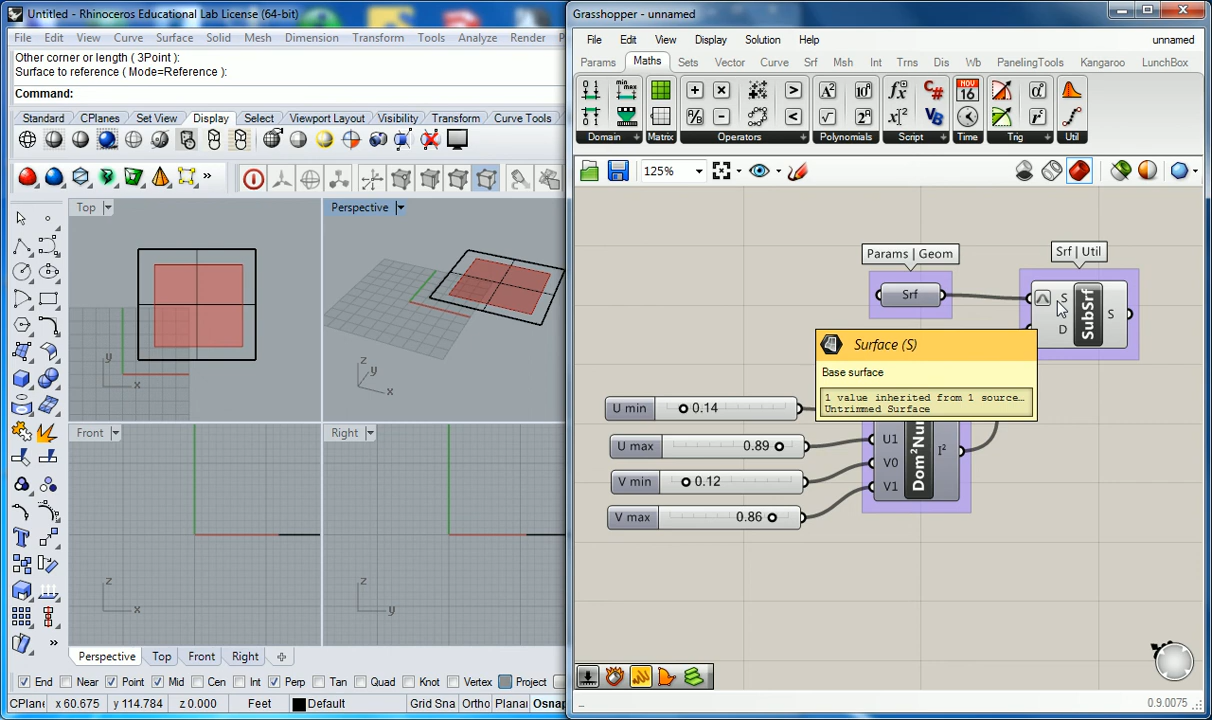 Untitled - Rhinoceros Educational Lab License (64-bit)
File Edit View Curve Surface Solid Mesh Dimension Transform Tools Analyze Render
Other coror or length ( 3Point ):
Surface to reference ( Mode=Reference ):
Command:
Standard CPlanes Set View Display Select Viewport Layout Visibility Transform Curve Tools
Top
Perspective
y
x
z
y
x
Front
Right
z
x
z
y
Perspective Top Front Right
End Near Point Mid Cen Int Perp Tan Quad Knot Vertex Project
CPlane x 60.675 y 114.784 z 0.000 Feet Default Grid Sna Ortho Planar Osnap
Grasshopper - unnamed
File Edit View Display Solution Help unnamed
Params Maths Sets Vector Curve Srf Msh Int Trns Dis Wb PanelingTools Kangaroo LunchBox
min
max
C#
NOV
16
VB
Domain Matrix Operators Polynomials Script Time Trig Util
125%
Params | Geom
Srf | Util
Srf
S
D
SubSrf
S
Surface (S)
Base surface
1 value inherited from 1 source…
Untrimmed Surface
U min 0.14
U max 0.89
V min 0.12
V max 0.86
U1
V0
V1
I²
0.9.0075